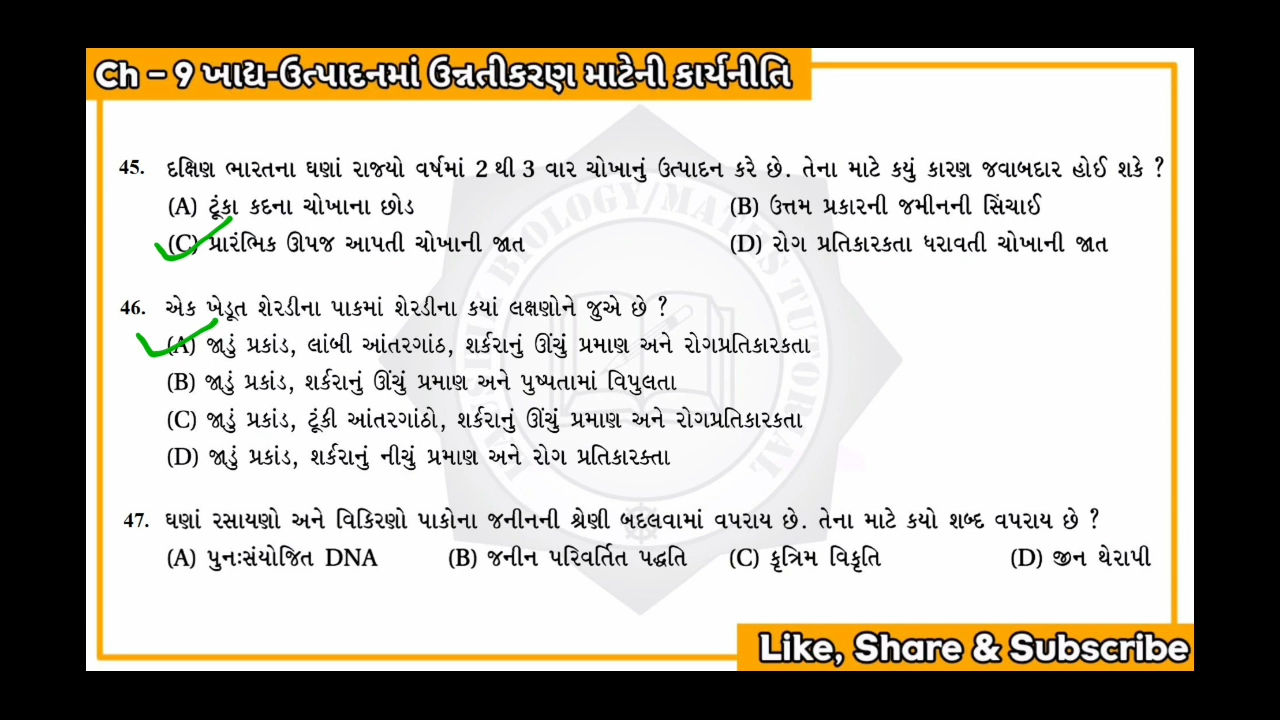 Ch – 9 ખાદ્ય-ઉત્પાદનમાં ઉન્નતીકરણ માટેની કાર્યનીતિ
45. દક્ષિણ ભારતના ઘણાં રાજ્યો વર્ષમાં 2 થી 3 વાર ચોખાનું ઉત્પાદન કરે છે. તેના માટે કયું કારણ જવાબદાર હોઈ શકે ?
(A) ટૂંકા કદના ચોખાના છોડ (B) ઉત્તમ પ્રકારની જમીનની સિંચાઈ
(C) પ્રારંભિક ઊપજ આપતી ચોખાની જાત (D) રોગ પ્રતિકારકતા ધરાવતી ચોખાની જાત
46. એક ખેડૂત શેરડીના પાકમાં શેરડીના કયાં લક્ષણોને જુએ છે ?
(A) જાડું પ્રકાંડ, લાંબી આંતરગાંઠ, શર્કરાનું ઊંચું પ્રમાણ અને રોગપ્રતિકારકતા
(B) જાડું પ્રકાંડ, શર્કરાનું ઊંચું પ્રમાણ અને પુષ્પતામાં વિપુલતા
(C) જાડું પ્રકાંડ, ટૂંકી આંતરગાંઠો, શર્કરાનું ઊંચું પ્રમાણ અને રોગપ્રતિકારકતા
(D) જાડું પ્રકાંડ, શર્કરાનું નીચું પ્રમાણ અને રોગ પ્રતિકારક્તા
47. ઘણાં રસાયણો અને વિકિરણો પાકોના જનીનની શ્રેણી બદલવામાં વપરાય છે. તેના માટે કયો શબ્દ વપરાય છે ?
(A) પુનઃસંયોજિત DNA (B) જનીન પરિવર્તિત પદ્ધતિ (C) કૃત્રિમ વિકૃતિ (D) જીન થેરાપી
BIOLOGY/MATHS TUTORIAL
Like, Share & Subscribe